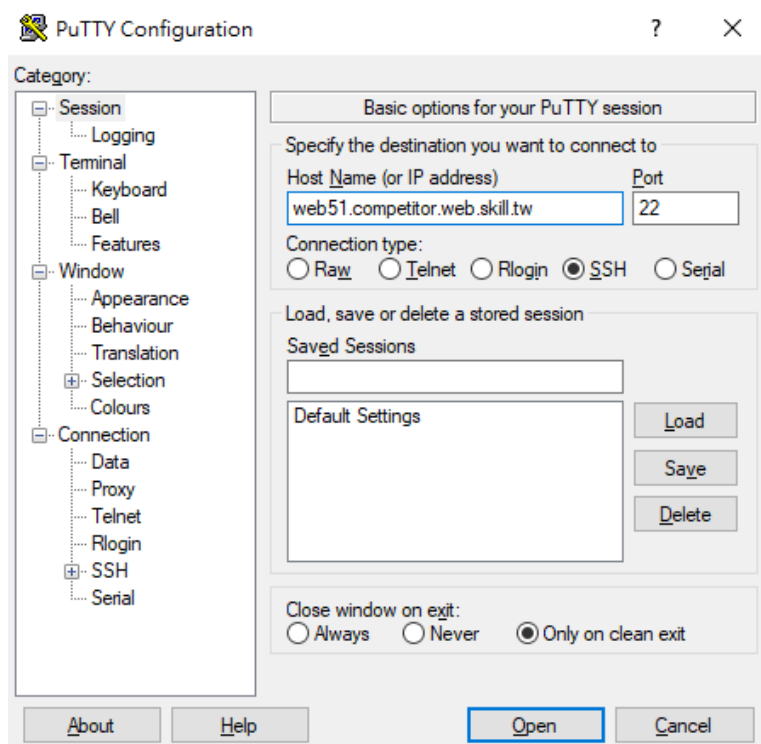 PuTTY Configuration
?
Category:
Session
Logging
Terminal
Keyboard
Bell
Features
Window
Appearance
Behaviour
Translation
Selection
Colours
Connection
Data
Proxy
Telnet
Rlogin
SSH
Serial
Basic options for your PuTTY session
Specify the destination you want to connect to
Host Name (or IP address) Port
web51.competitor.web.skill.tw 22
Connection type:
Raw Telnet Rlogin SSH Serial
Load, save or delete a stored session
Saved Sessions
Default Settings
Load
Save
Delete
Close window on exit:
Always Never Only on clean exit
About Help Open Cancel